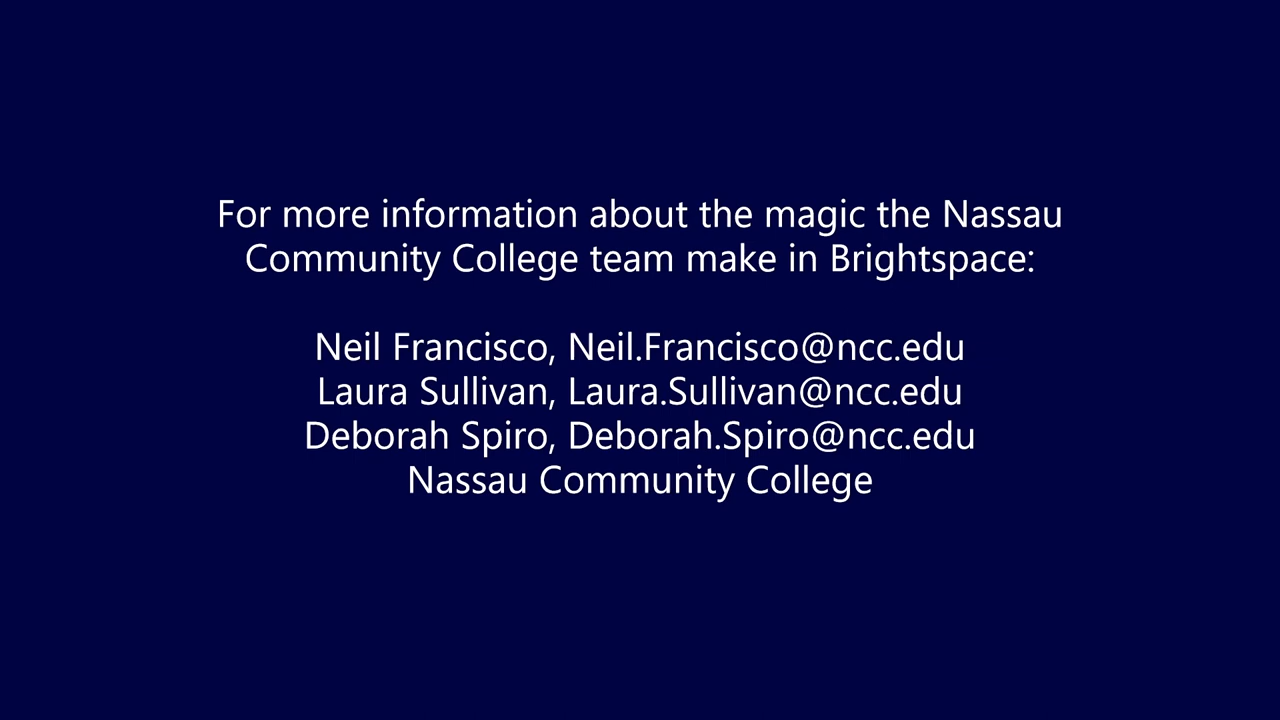 For more information about the magic the Nassau
Community College team make in Brightspace:
Neil Francisco, Neil.Francisco@ncc.edu
Laura Sullivan, Laura.Sullivan@ncc.edu
Deborah Spiro, Deborah.Spiro@ncc.edu
Nassau Community College